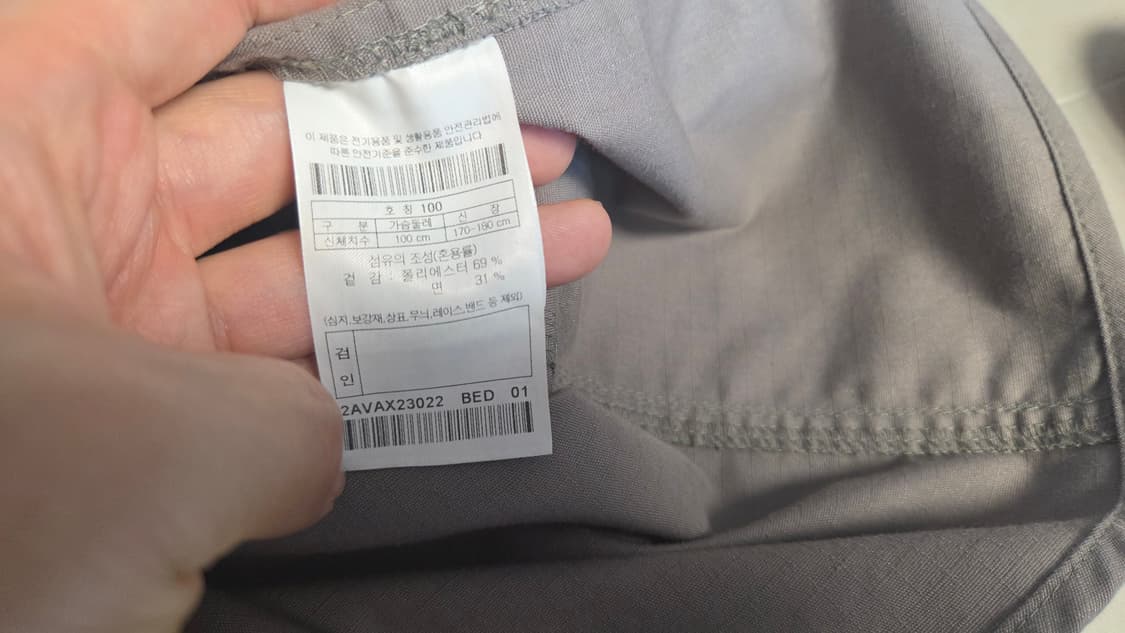 이 제품은 전기용품 및 생활용품 안전관리법에
따른 안전기준을 준수한 제품입니다
호 칭 100
구 분 가슴둘레 신 장
신체치수 100 cm 170-180 cm
섬유의 조성(혼용률)
겉 감 : 폴리에스터 69 %
면 31 %
(심지,보강재,상표,무늬,레이스,밴드 등 제외)
검
인
2AVAX23022 BED 01